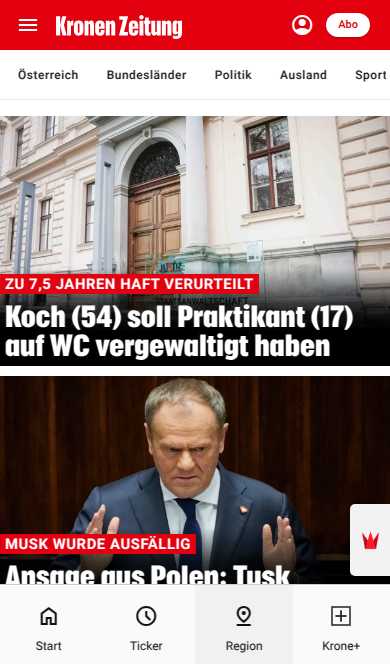 Kronen Zeitung
Abo
Österreich Bundesländer Politik Ausland Sport
STAATSANWALTSCHAFT
ZU 7,5 JAHREN HAFT VERURTEILT
Koch (54) soll Praktikant (17)
auf WC vergewaltigt haben
MUSK WURDE AUSFÄLLIG
Ansage aus Polen: Tusk
Start Ticker Region Krone+